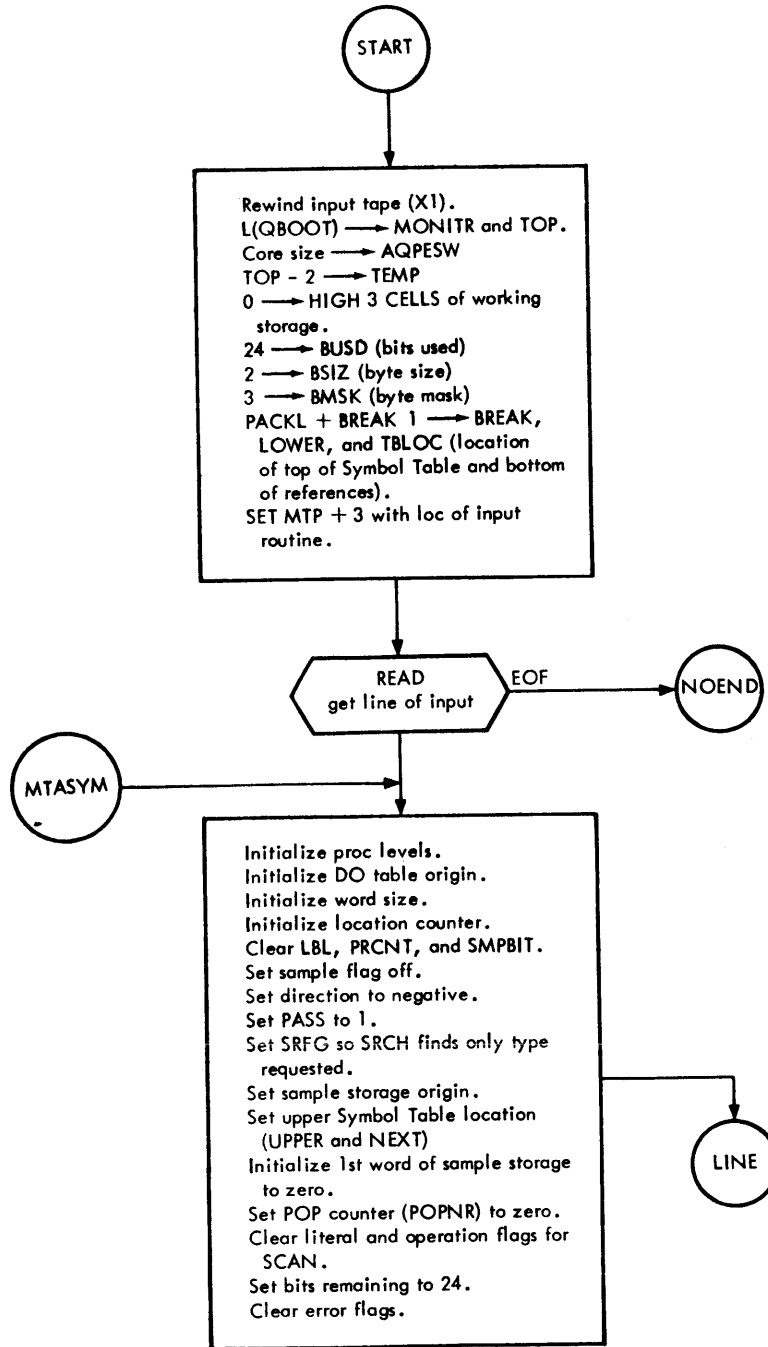 START
Rewind input tape (X1).
L(QBOOT) ⟶ MONITR and TOP.
Core size ⟶ AQPESW
TOP - 2 ⟶ TEMP
0 ⟶ HIGH 3 CELLS of working
storage.
24 ⟶ BUSD (bits used)
2 ⟶ BSIZ (byte size)
3 ⟶ BMSK (byte mask)
PACKL + BREAK 1 ⟶ BREAK,
LOWER, and TBLOC (location
of top of Symbol Table and bottom
of references).
SET MTP + 3 with loc of input
routine.
READ
get line of input
EOF
NOEND
MTASYM
Initialize proc levels.
Initialize DO table origin.
Initialize word size.
Initialize location counter.
Clear LBL, PRCNT, and SMPBIT.
Set sample flag off.
Set direction to negative.
Set PASS to 1.
Set SRFG so SRCH finds only type
requested.
Set sample storage origin.
Set upper Symbol Table location
(UPPER and NEXT)
Initialize 1st word of sample storage
to zero.
Set POP counter (POPNR) to zero.
Clear literal and operation flags for
SCAN.
Set bits remaining to 24.
Clear error flags.
LINE